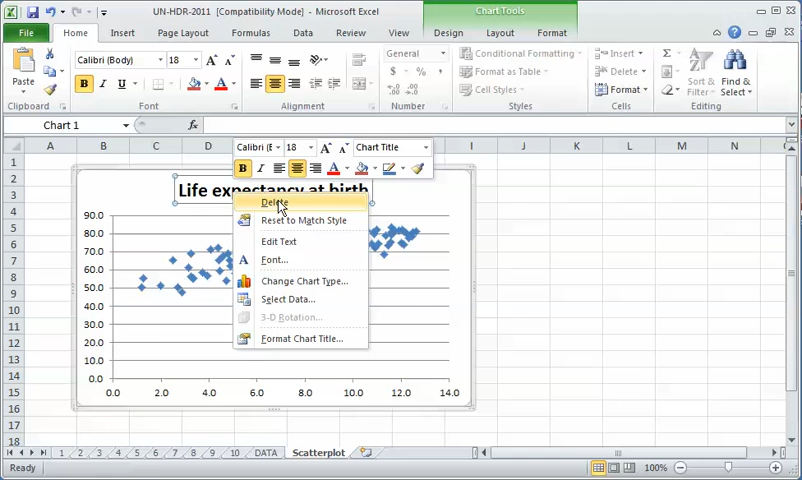 UN-HDR-2011 [Compatibility Mode] - Microsoft Excel
Chart Tools
File Home Insert Page Layout Formulas Data Review View Design Layout Format
Paste
Calibri (Body) 18
B I U
General
$ % ,
Conditional Formatting
Format as Table
Cell Styles
Insert
Delete
Format
Sort & Filter
Find & Select
Clipboard Font Alignment Number Styles Cells Editing
Chart 1 fx
Calibri (E 18 A A Chart Title
B I A
A B D I J K L M N
1
2
3
4
5
6
7
8
9
10
11
12
13
14
15
16
17
18
Life expectancy at birth
90.0
80.0
70.0
60.0
50.0
40.0
30.0
20.0
10.0
0.0
0.0 2.0 4.0 6.0 8.0 10.0 12.0 14.0
Delete
Reset to Match Style
Edit Text
Font...
Change Chart Type...
Select Data...
3-D Rotation...
Format Chart Title...
1 2 3 4 5 6 7 8 9 10 DATA Scatterplot
Ready 100%